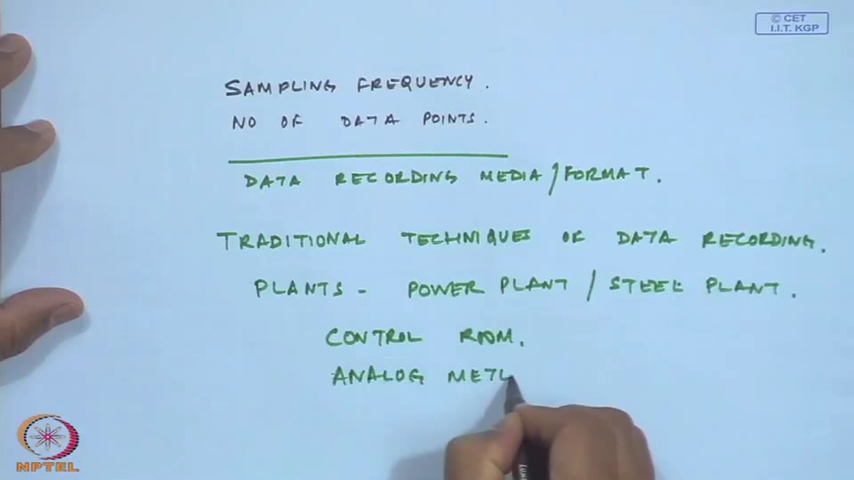 © CET
I.I.T. KGP
SAMPLING FREQUENCY.
NO OF DATA POINTS.
DATA RECORDING MEDIA/FORMAT.
TRADITIONAL TECHNIQUES OF DATA RECORDING.
PLANTS - POWER PLANT / STEEL PLANT.
CONTROL ROOM.
ANALOG
NPTEL